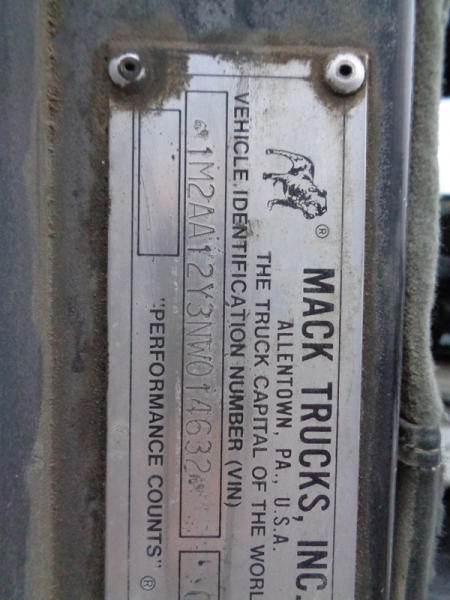 ®
MACK TRUCKS, INC.
ALLENTOWN, PA., U.S.A.
THE TRUCK CAPITAL OF THE WORL
VEHICLE IDENTIFICATION NUMBER (VIN)
1M2AA12Y3NW014632
"PERFORMANCE COUNTS" ®